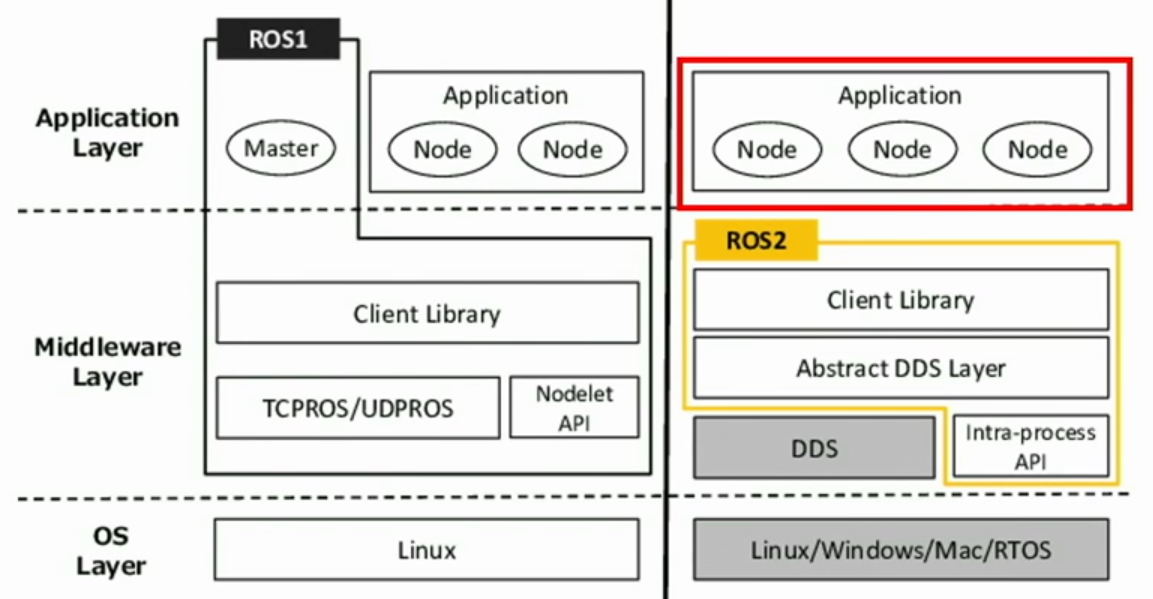 ROS1
Application
Layer
Master
Application
Node
Node
Application
Node
Node
Node
ROS2
Middleware
Layer
Client Library
TCPROS/UDPROS
Nodelet
API
Client Library
Abstract DDS Layer
DDS
Intra-process
API
OS
Layer
Linux
Linux/Windows/Mac/RTOS